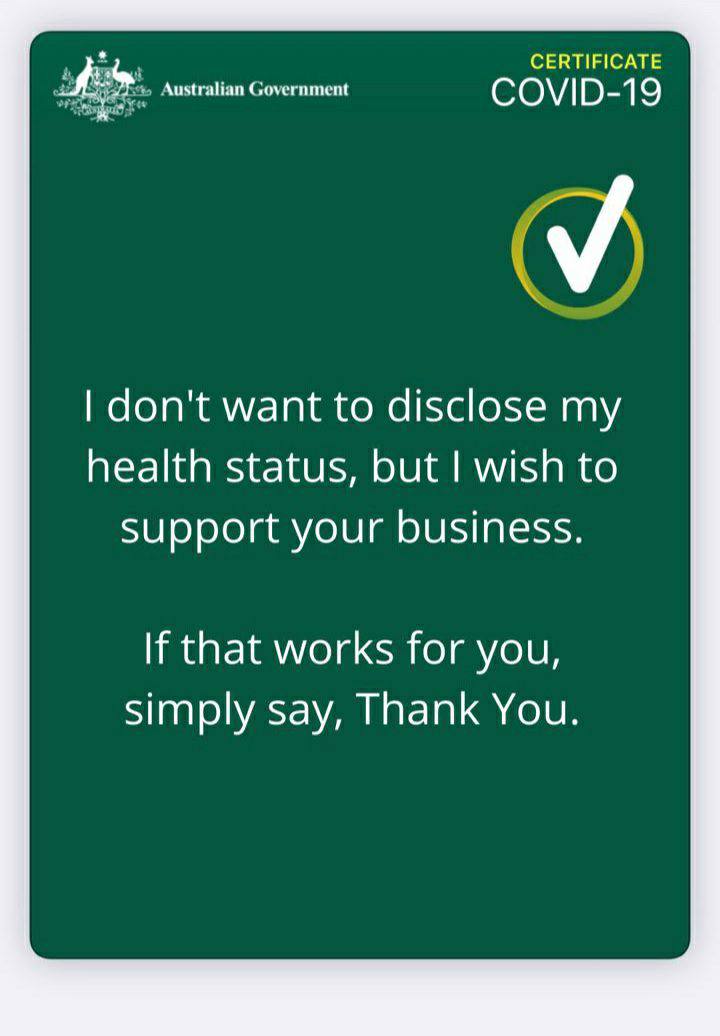 Australian Government
CERTIFICATE
COVID-19
I don't want to disclose my
health status, but I wish to
support your business.
If that works for you,
simply say, Thank You.